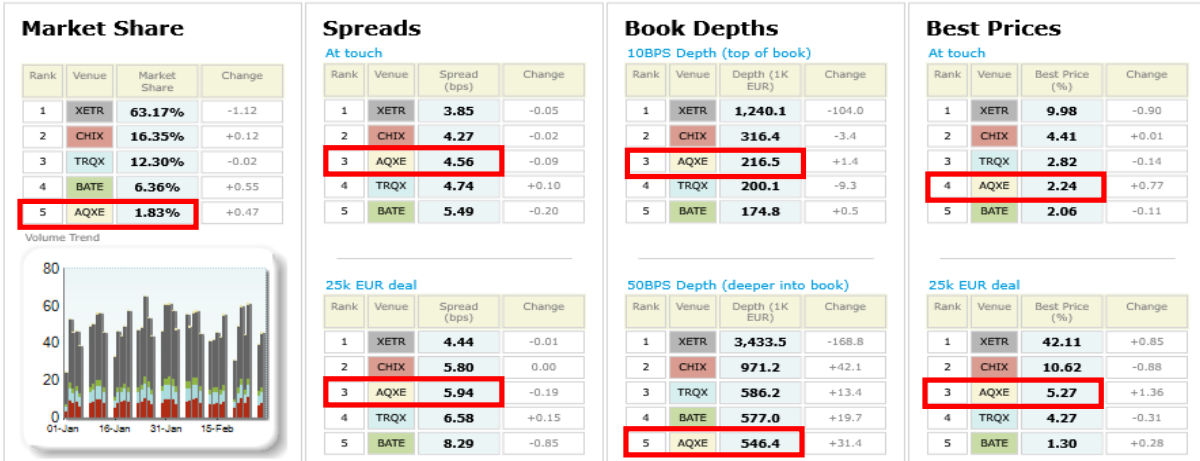 Market Share
Rank Venue Market Share Change
1 XETR 63.17% -1.12
2 CHIX 16.35% +0.12
3 TRQX 12.30% -0.02
4 BATE 6.36% +0.55
5 AQXE 1.83% +0.47
Volume Trend
80
60
40
20
0
01-Jan 16-Jan 31-Jan 15-Feb
Spreads
At touch
Rank Venue Spread (bps) Change
1 XETR 3.85 -0.05
2 CHIX 4.27 -0.02
3 AQXE 4.56 -0.09
4 TRQX 4.74 +0.10
5 BATE 5.49 -0.20
25k EUR deal
Rank Venue Spread (bps) Change
1 XETR 4.44 -0.01
2 CHIX 5.80 0.00
3 AQXE 5.94 -0.19
4 TRQX 6.58 +0.15
5 BATE 8.29 -0.85
Book Depths
10BPS Depth (top of book)
Rank Venue Depth (1K EUR) Change
1 XETR 1,240.1 -104.0
2 CHIX 316.4 -3.4
3 AQXE 216.5 +1.4
4 TRQX 200.1 -9.3
5 BATE 174.8 +0.5
50BPS Depth (deeper into book)
Rank Venue Depth (1K EUR) Change
1 XETR 3,433.5 -168.8
2 CHIX 971.2 +42.1
3 TRQX 586.2 +13.4
4 BATE 577.0 +19.7
5 AQXE 546.4 +31.4
Best Prices
At touch
Rank Venue Best Price (%) Change
1 XETR 9.98 -0.90
2 CHIX 4.41 +0.01
3 TRQX 2.82 -0.14
4 AQXE 2.24 +0.77
5 BATE 2.06 -0.11
25k EUR deal
Rank Venue Best Price (%) Change
1 XETR 42.11 +0.85
2 CHIX 10.62 -0.88
3 AQXE 5.27 +1.36
4 TRQX 4.27 -0.31
5 BATE 1.30 +0.28